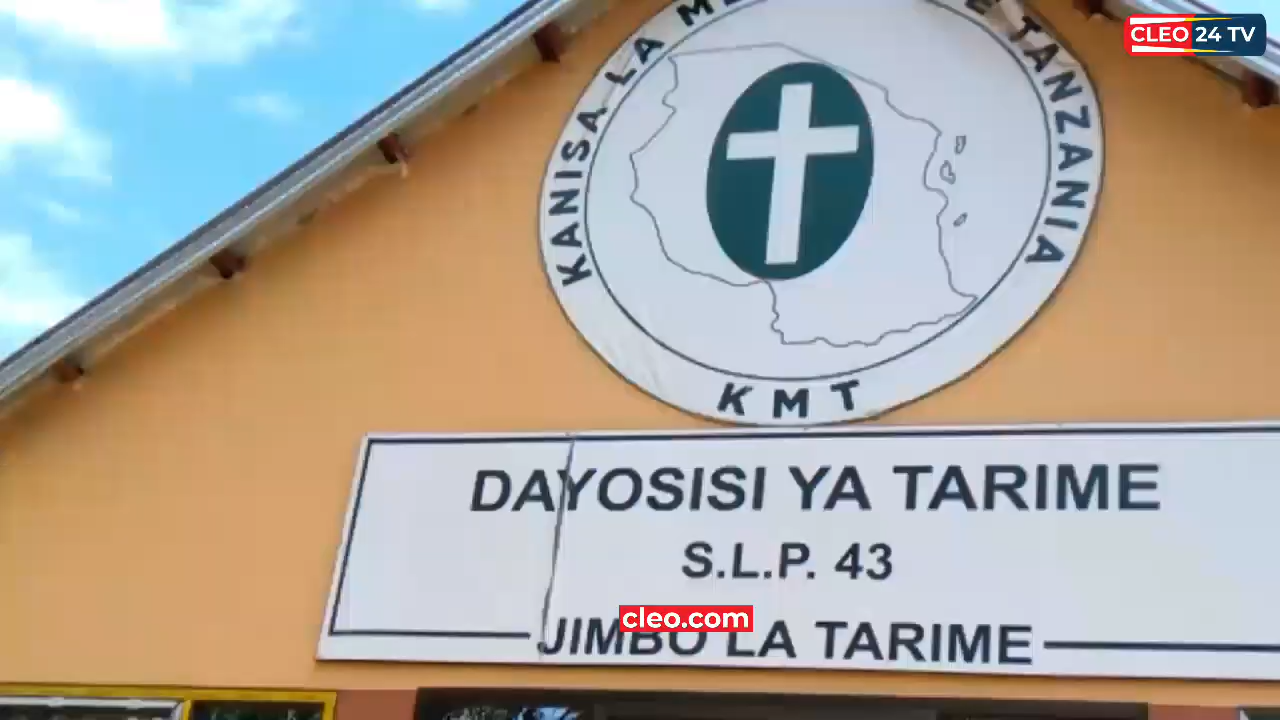 CLEO 24 TV
KANISA LA
TANZANIA
KMT
DAYOSISI YA TARIME
S.L.P. 43
cleo.com
JIMBO LA TARIME